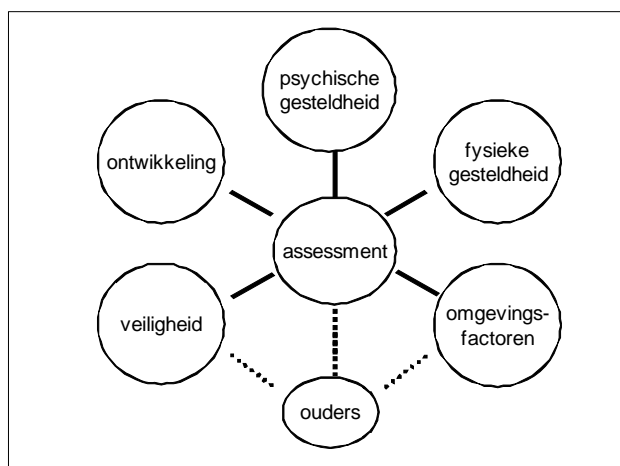 psychische
gesteldheid
ontwikkeling
fysieke
gesteldheid
assessment
veiligheid
omgevings-
factoren
ouders